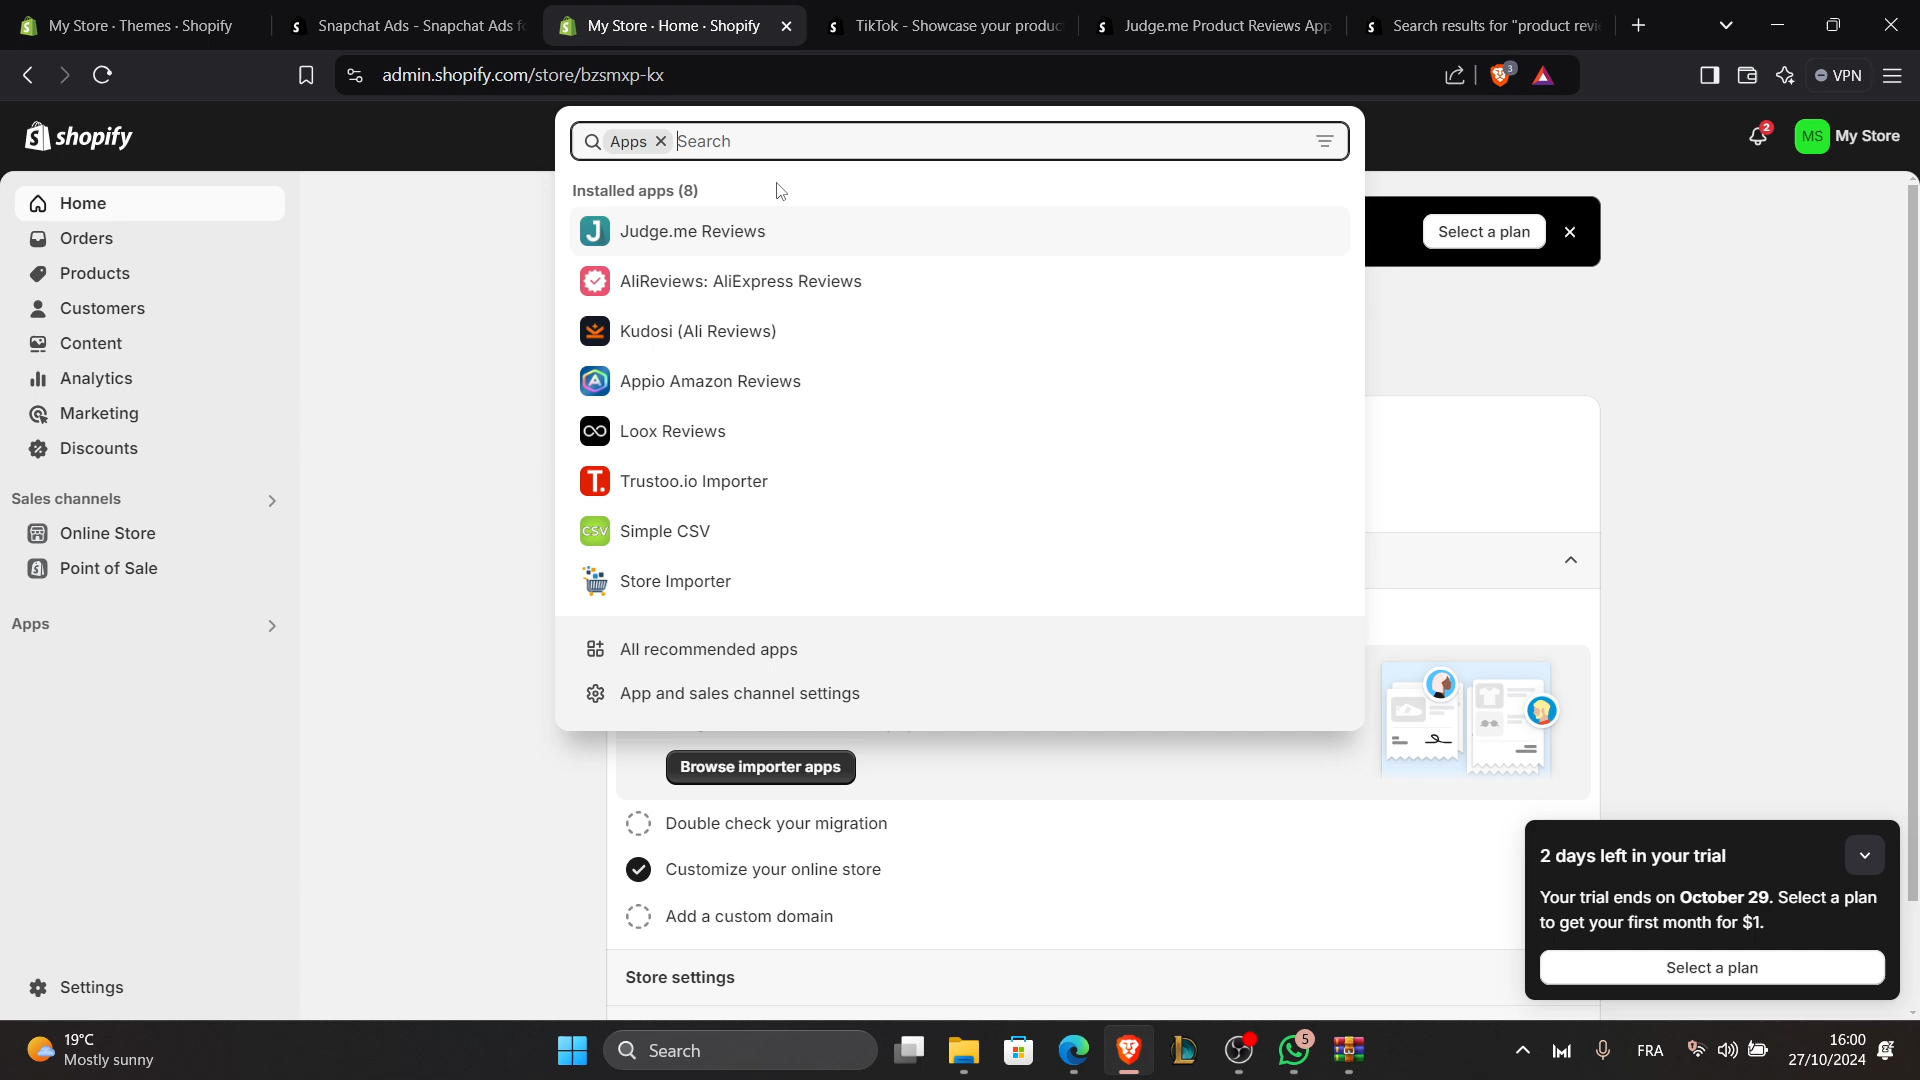 My Store · Themes · Shopify
Snapchat Ads - Snapchat Ads f
My Store · Home · Shopify
TikTok - Showcase your produc
Judge.me Product Reviews App
Search results for "product revi
admin.shopify.com/store/bzsmxp-kx
3
VPN
shopify
Apps
Search
2
MS
My Store
Home
Orders
Products
Customers
Content
Analytics
Marketing
Discounts
Sales channels
Online Store
Point of Sale
Apps
Settings
Installed apps (8)
Judge.me Reviews
AliReviews: AliExpress Reviews
Kudosi (Ali Reviews)
Appio Amazon Reviews
Loox Reviews
T. Trustoo.io Importer
CSV Simple CSV
Store Importer
All recommended apps
App and sales channel settings
Select a plan
Browse importer apps
Double check your migration
Customize your online store
Add a custom domain
Store settings
2 days left in your trial
Your trial ends on October 29. Select a plan
to get your first month for $1.
Select a plan
19°C
Mostly sunny
Search
5
FRA
16:00
27/10/2024